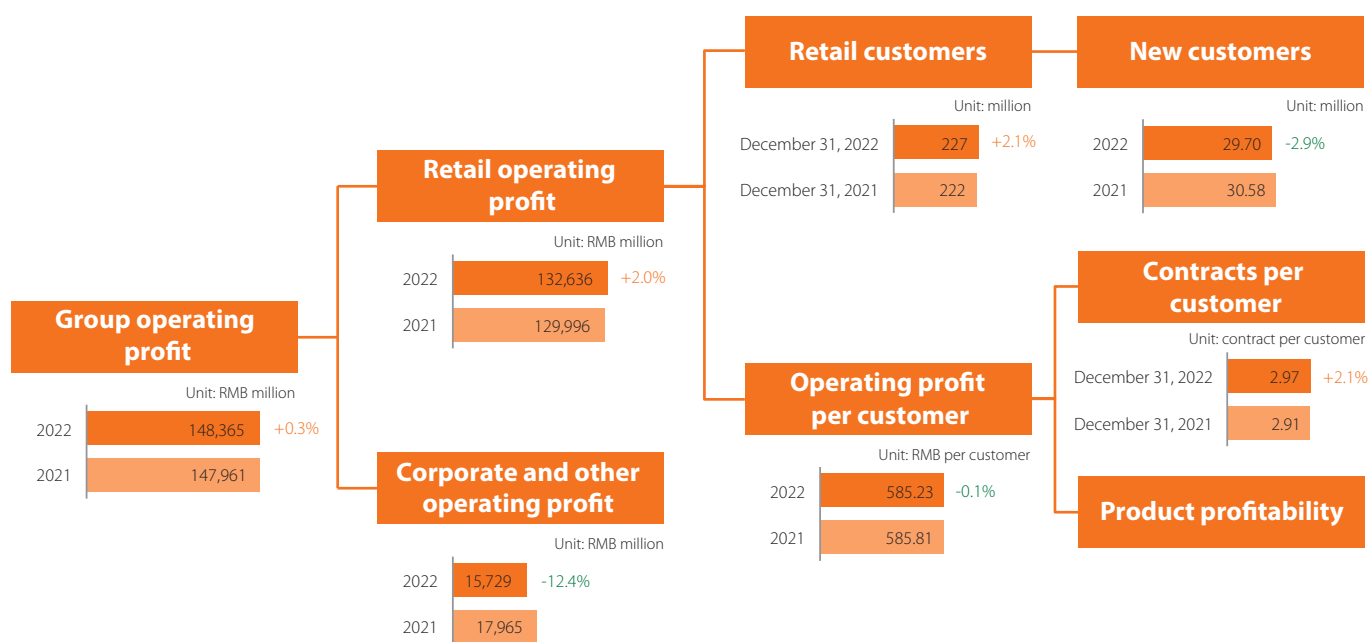 Group operating
profit
Unit: RMB million
2022 148,365 +0.3%
2021 147,961
Retail operating
profit
Unit: RMB million
2022 132,636 +2.0%
2021 129,996
Corporate and other
operating profit
Unit: RMB million
2022 15,729 -12.4%
2021 17,965
Retail customers
Unit: million
December 31, 2022 227 +2.1%
December 31, 2021 222
New customers
Unit: million
2022 29.70 -2.9%
2021 30.58
Operating profit
per customer
Unit: RMB per customer
2022 585.23 -0.1%
2021 585.81
Contracts per
customer
Unit: contract per customer
December 31, 2022 2.97 +2.1%
December 31, 2021 2.91
Product profitability